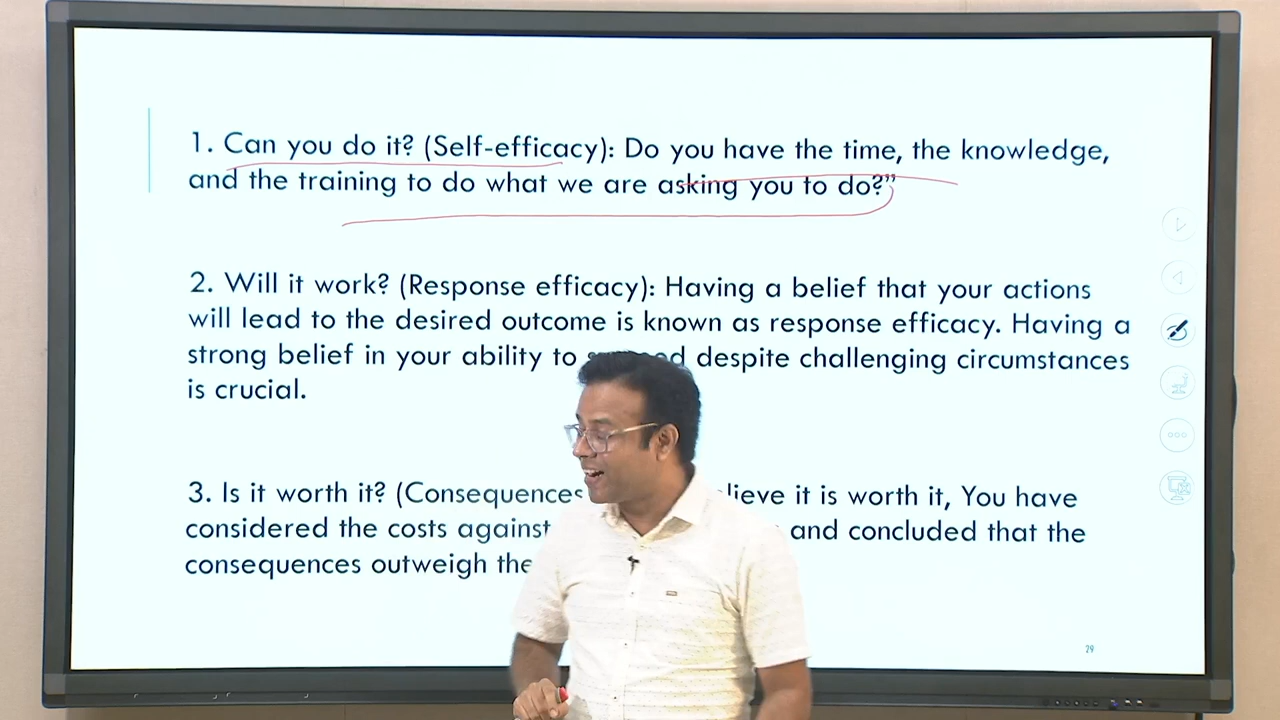 1. Can you do it? (Self-efficacy): Do you have the time, the knowledge,
and the training to do what we are asking you to do?”
2. Will it work? (Response efficacy): Having a belief that your actions
will lead to the desired outcome is known as response efficacy. Having a
strong belief in your ability to despite challenging circumstances
is crucial.
3. Is it worth it? (Consequences it is worth it, You have
considered the costs against and concluded that the
consequences outweigh the
29